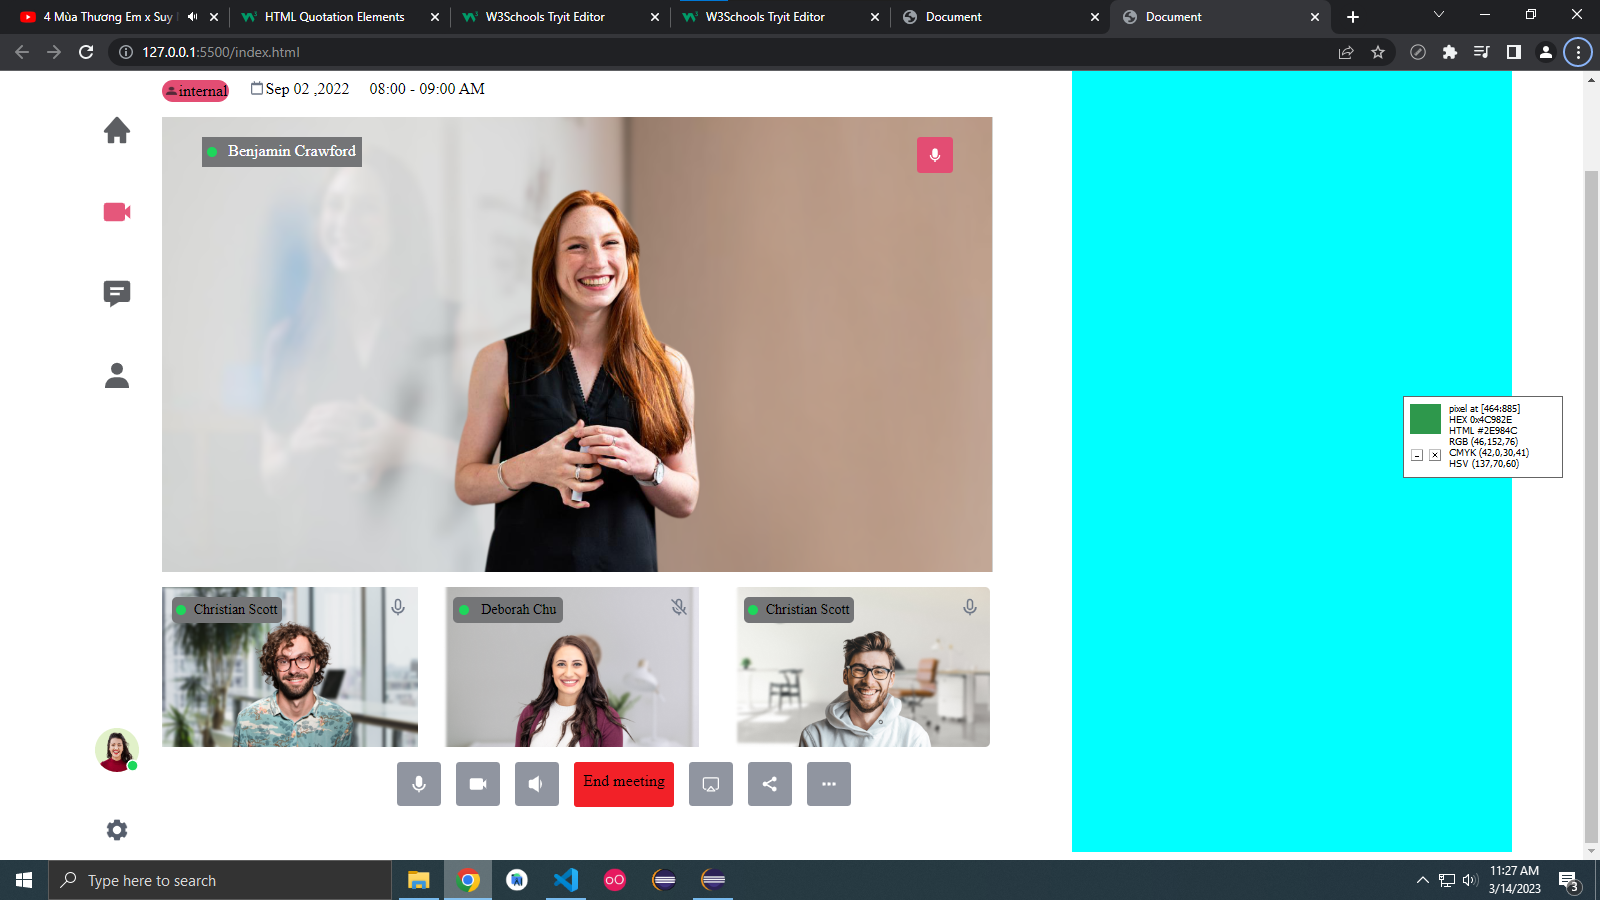 4 Mùa Thương Em x Suy
HTML Quotation Elements
W3Schools Tryit Editor
W3Schools Tryit Editor
Document
Document
127.0.0.1:5500/index.html
internal
Sep 02 ,2022
08:00 - 09:00 AM
Benjamin Crawford
pixel at [464:885]
HEX 0x4C982E
HTML #2E984C
RGB (46,152,76)
CMYK (42,0,30,41)
HSV (137,70,60)
Christian Scott
Deborah Chu
Christian Scott
End meeting
Type here to search
11:27 AM
3/14/2023
3